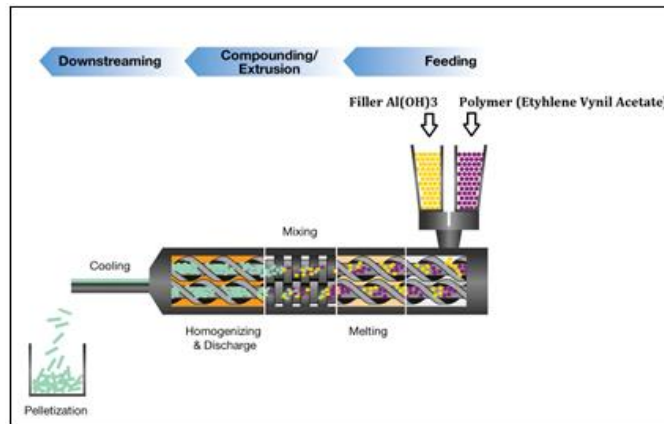 Downstreaming
Compounding/
Extrusion
Feeding
Filler Al(OH)3
Polymer (Etyhlene Vynil Acetate)
Mixing
Cooling
Homogenizing
& Discharge
Melting
Pelletization